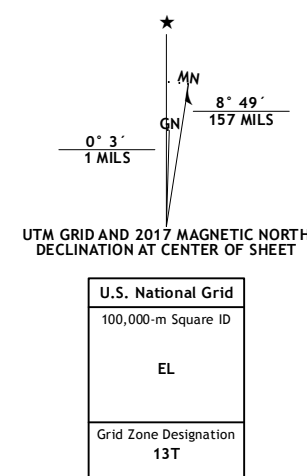 ★
MN
GN
8° 49´
157 MILS
0° 3´
1 MILS
UTM GRID AND 2017 MAGNETIC NORTH
DECLINATION AT CENTER OF SHEET
U.S. National Grid
100,000-m Square ID
EL
Grid Zone Designation
13T